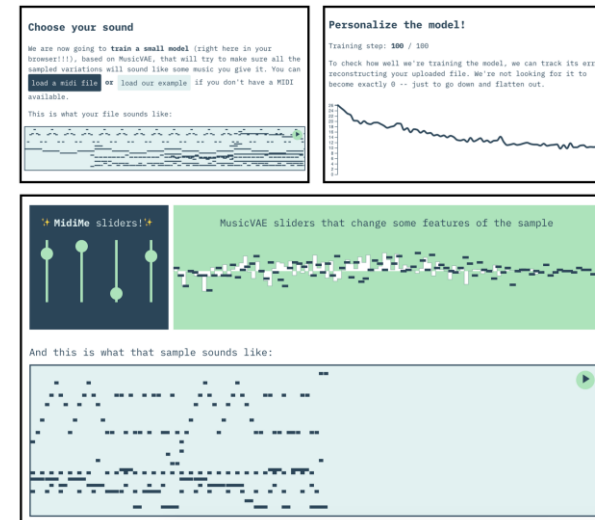 Choose your sound
We are now going to train a small model (right here in your
browser!!!), based on MusicVAE, that will try to make sure all the
sampled variations will sound like some music you give it. You can
load a midi file or load our example if you don't have a MIDI
available.
This is what your file sounds like:
Personalize the model!
Training step: 100 / 100
To check how well we're training the model, we can track its err
reconstructing your uploaded file. We're not looking for it to
become exactly 0 -- just to go down and flatten out.
✨MidiMe sliders!✨
MusicVAE sliders that change some features of the sample
And this is what that sample sounds like: